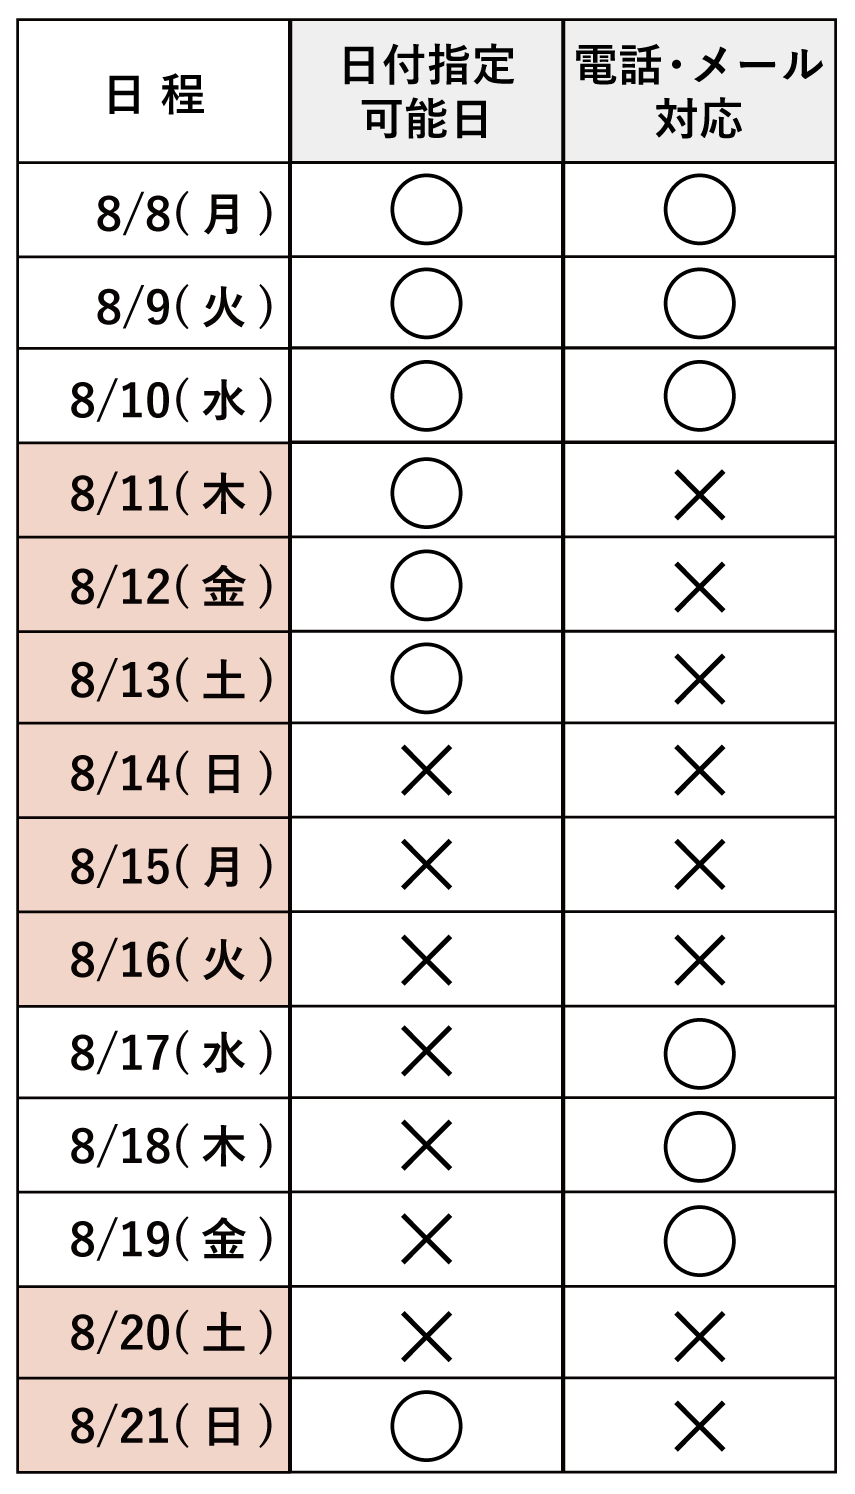 日 程
日付指定
可能日
電話・メール
対応
8/8(月) ○ ○
8/9(火) ○ ○
8/10(水) ○ ○
8/11(木) ○ ×
8/12(金) ○ ×
8/13(土) ○ ×
8/14(日) × ×
8/15(月) × ×
8/16(火) × ×
8/17(水) × ○
8/18(木) × ○
8/19(金) × ○
8/20(土) × ×
8/21(日) ○ ×